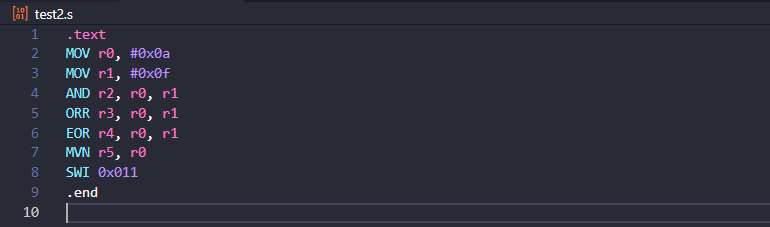 test2.s
1 .text
2 MOV r0, #0x0a
3 MOV r1, #0x0f
4 AND r2, r0, r1
5 ORR r3, r0, r1
6 EOR r4, r0, r1
7 MVN r5, r0
8 SWI 0x011
9 .end
10